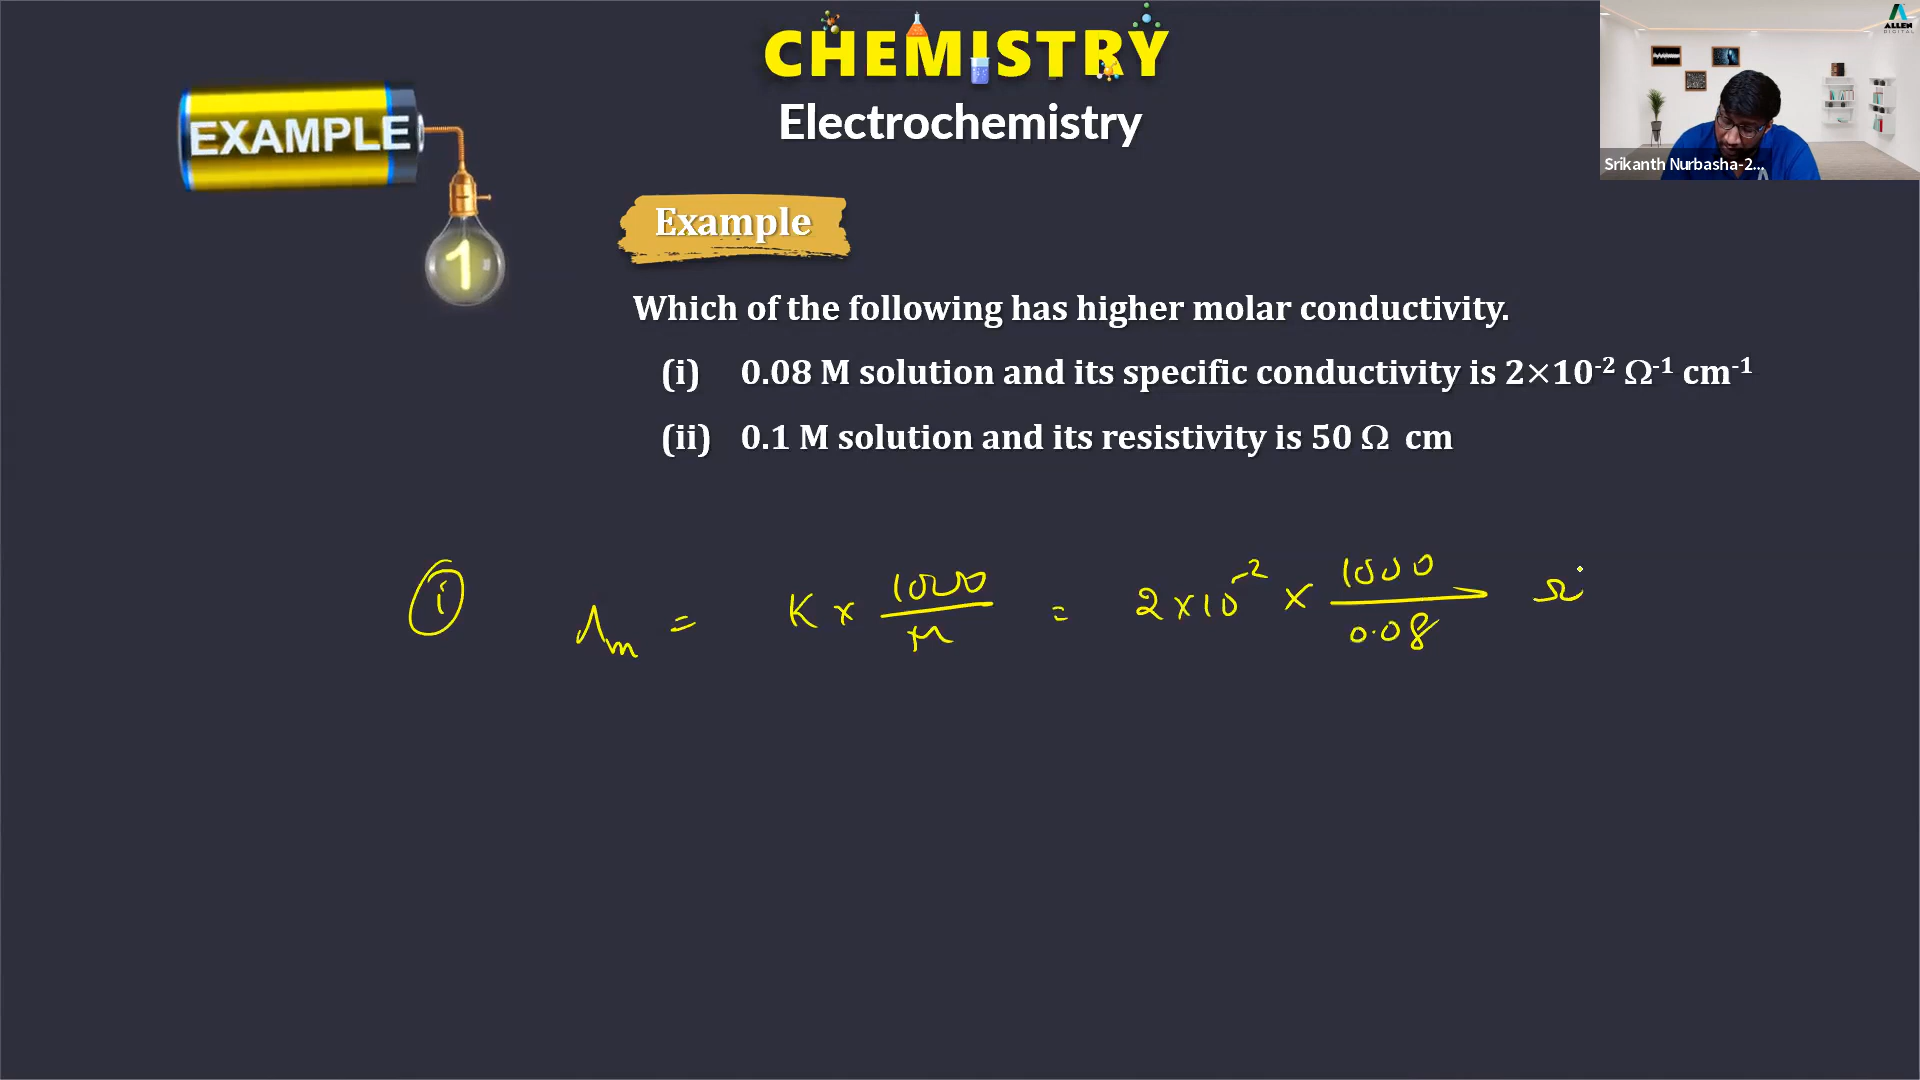 CHEMISTRY
ALLEN
DIGITAL
EXAMPLE
Electrochemistry
Srikanth Nurbasha-2...
1
Example
Which of the following has higher molar conductivity.
(i) 0.08 M solution and its specific conductivity is 2×10⁻² Ω⁻¹ cm⁻¹
(ii) 0.1 M solution and its resistivity is 50 Ω cm
(i) Λm = K × 1000/M = 2 × 10⁻² × 1000/0.08 Ω